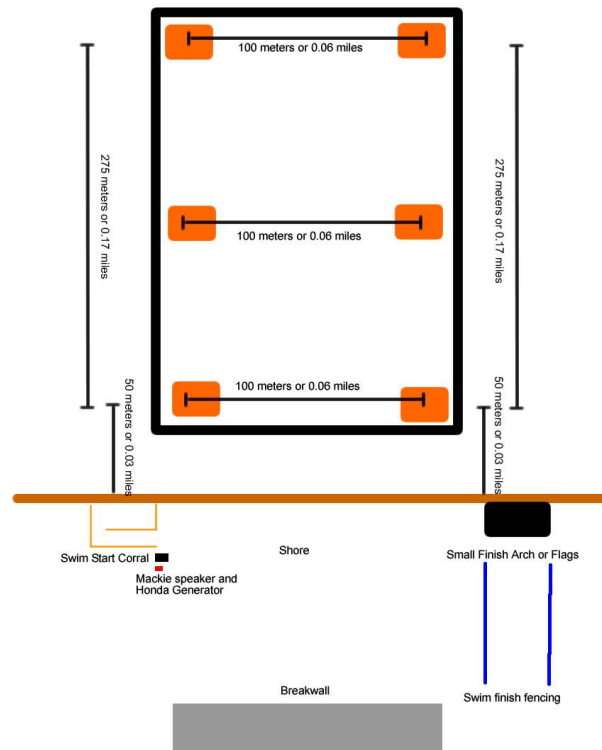 100 meters or 0.06 miles
275 meters or 0.17 miles
275 meters or 0.17 miles
100 meters or 0.06 miles
100 meters or 0.06 miles
50 meters or 0.03 miles
50 meters or 0.03 miles
Swim Start Corral
Shore
Small Finish Arch or Flags
Mackie speaker and
Honda Generator
Breakwall
Swim finish fencing